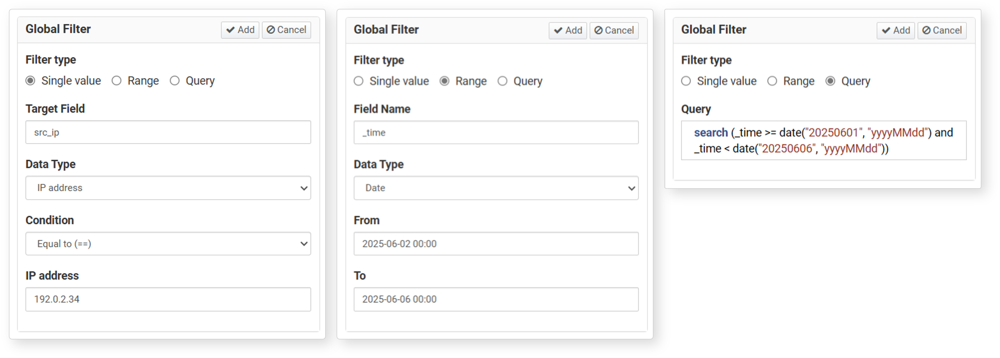 Global Filter
Add
Cancel
Filter type
Single value
Range
Query
Target Field
src_ip
Data Type
IP address
Condition
Equal to (==)
IP address
192.0.2.34
Global Filter
Add
Cancel
Filter type
Single value
Range
Query
Field Name
_time
Data Type
Date
From
2025-06-02 00:00
To
2025-06-06 00:00
Global Filter
Add
Cancel
Filter type
Single value
Range
Query
Query
search (_time >= date("20250601", "yyyyMMdd") and
_time < date("20250606", "yyyyMMdd"))